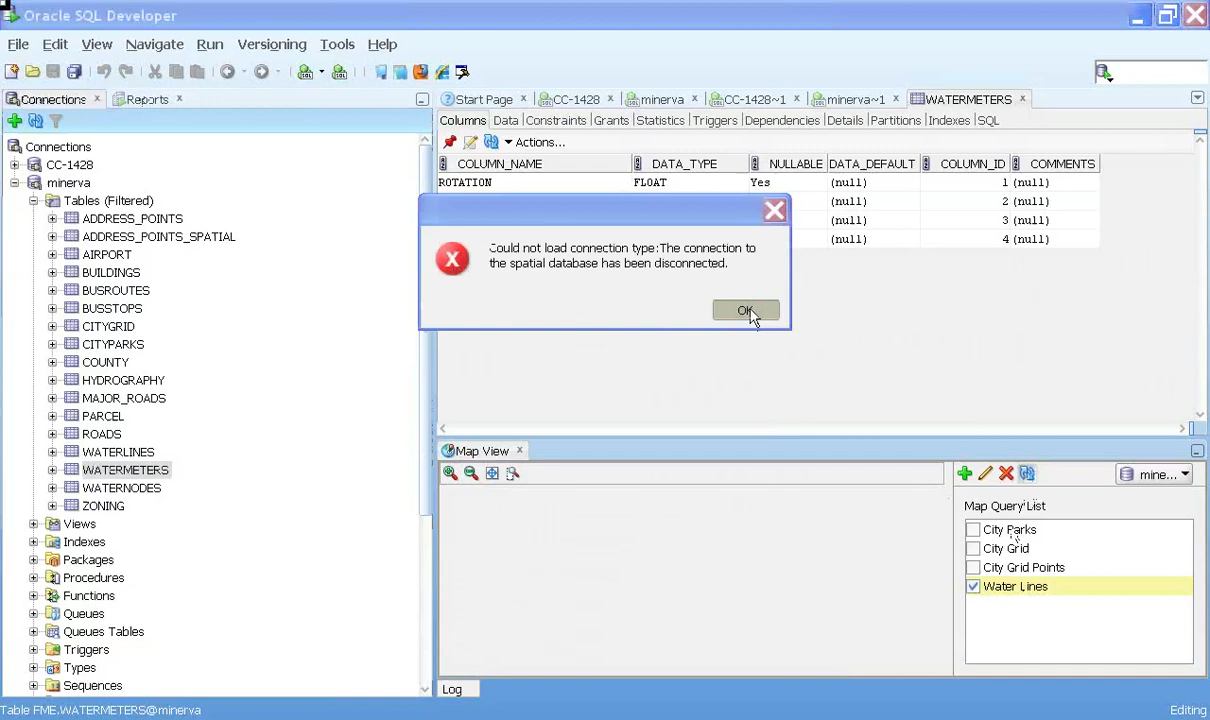 Oracle SQL Developer
File Edit View Navigate Run Versioning Tools Help
Connections Reports
Start Page CC-1428 minerva CC-1428~1 minerva~1 WATERMETERS
Columns Data Constraints Grants Statistics Triggers Dependencies Details Partitions Indexes SQL
Actions...
COLUMN_NAME DATA_TYPE NULLABLE DATA_DEFAULT COLUMN_ID COMMENTS
ROTATION FLOAT Yes (null) 1 (null)
(null) 2 (null)
(null) 3 (null)
(null) 4 (null)
Could not load connection type:The connection to
the spatial database has been disconnected.
OK
Connections
CC-1428
minerva
Tables (Filtered)
ADDRESS_POINTS
ADDRESS_POINTS_SPATIAL
AIRPORT
BUILDINGS
BUSROUTES
BUSSTOPS
CITYGRID
CITYPARKS
COUNTY
HYDROGRAPHY
MAJOR_ROADS
PARCEL
ROADS
WATERLINES
WATERMETERS
WATERNODES
ZONING
Views
Indexes
Packages
Procedures
Functions
Queues
Queues Tables
Triggers
Types
Sequences
Map View
mine...
Map Query List
City Parks
City Grid
City Grid Points
Water Lines
Log
Table FME.WATERMETERS@minerva
Editing